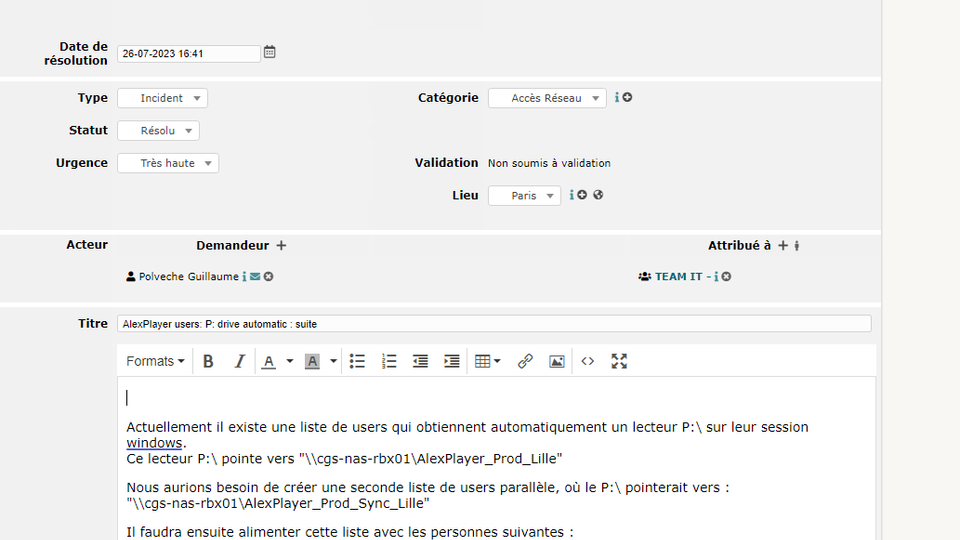 Date de
résolution
26-07-2023 16:41
Type
Incident
Catégorie
Accès Réseau
Statut
Résolu
Urgence
Très haute
Validation
Non soumis à validation
Lieu
Paris
Acteur
Demandeur
Attribué à
Polveche Guillaume
TEAM IT -
Titre
AlexPlayer users: P: drive automatic : suite
Formats
B
I
A
A
Actuellement il existe une liste de users qui obtiennent automatiquement un lecteur P:\ sur leur session
windows.
Ce lecteur P:\ pointe vers "\\cgs-nas-rbx01\AlexPlayer_Prod_Lille"
Nous aurions besoin de créer une seconde liste de users parallèle, où le P:\ pointerait vers :
"\\cgs-nas-rbx01\AlexPlayer_Prod_Sync_Lille"
Il faudra ensuite alimenter cette liste avec les personnes suivantes :